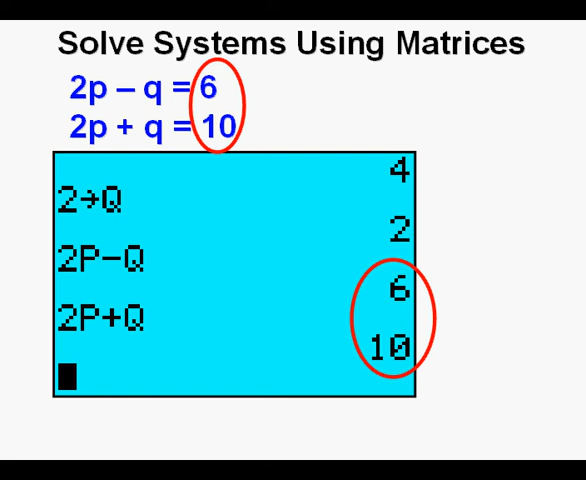 Solve Systems Using Matrices
2p – q = 6
2p + q = 10
4
2→Q
2
2P-Q
6
2P+Q
10